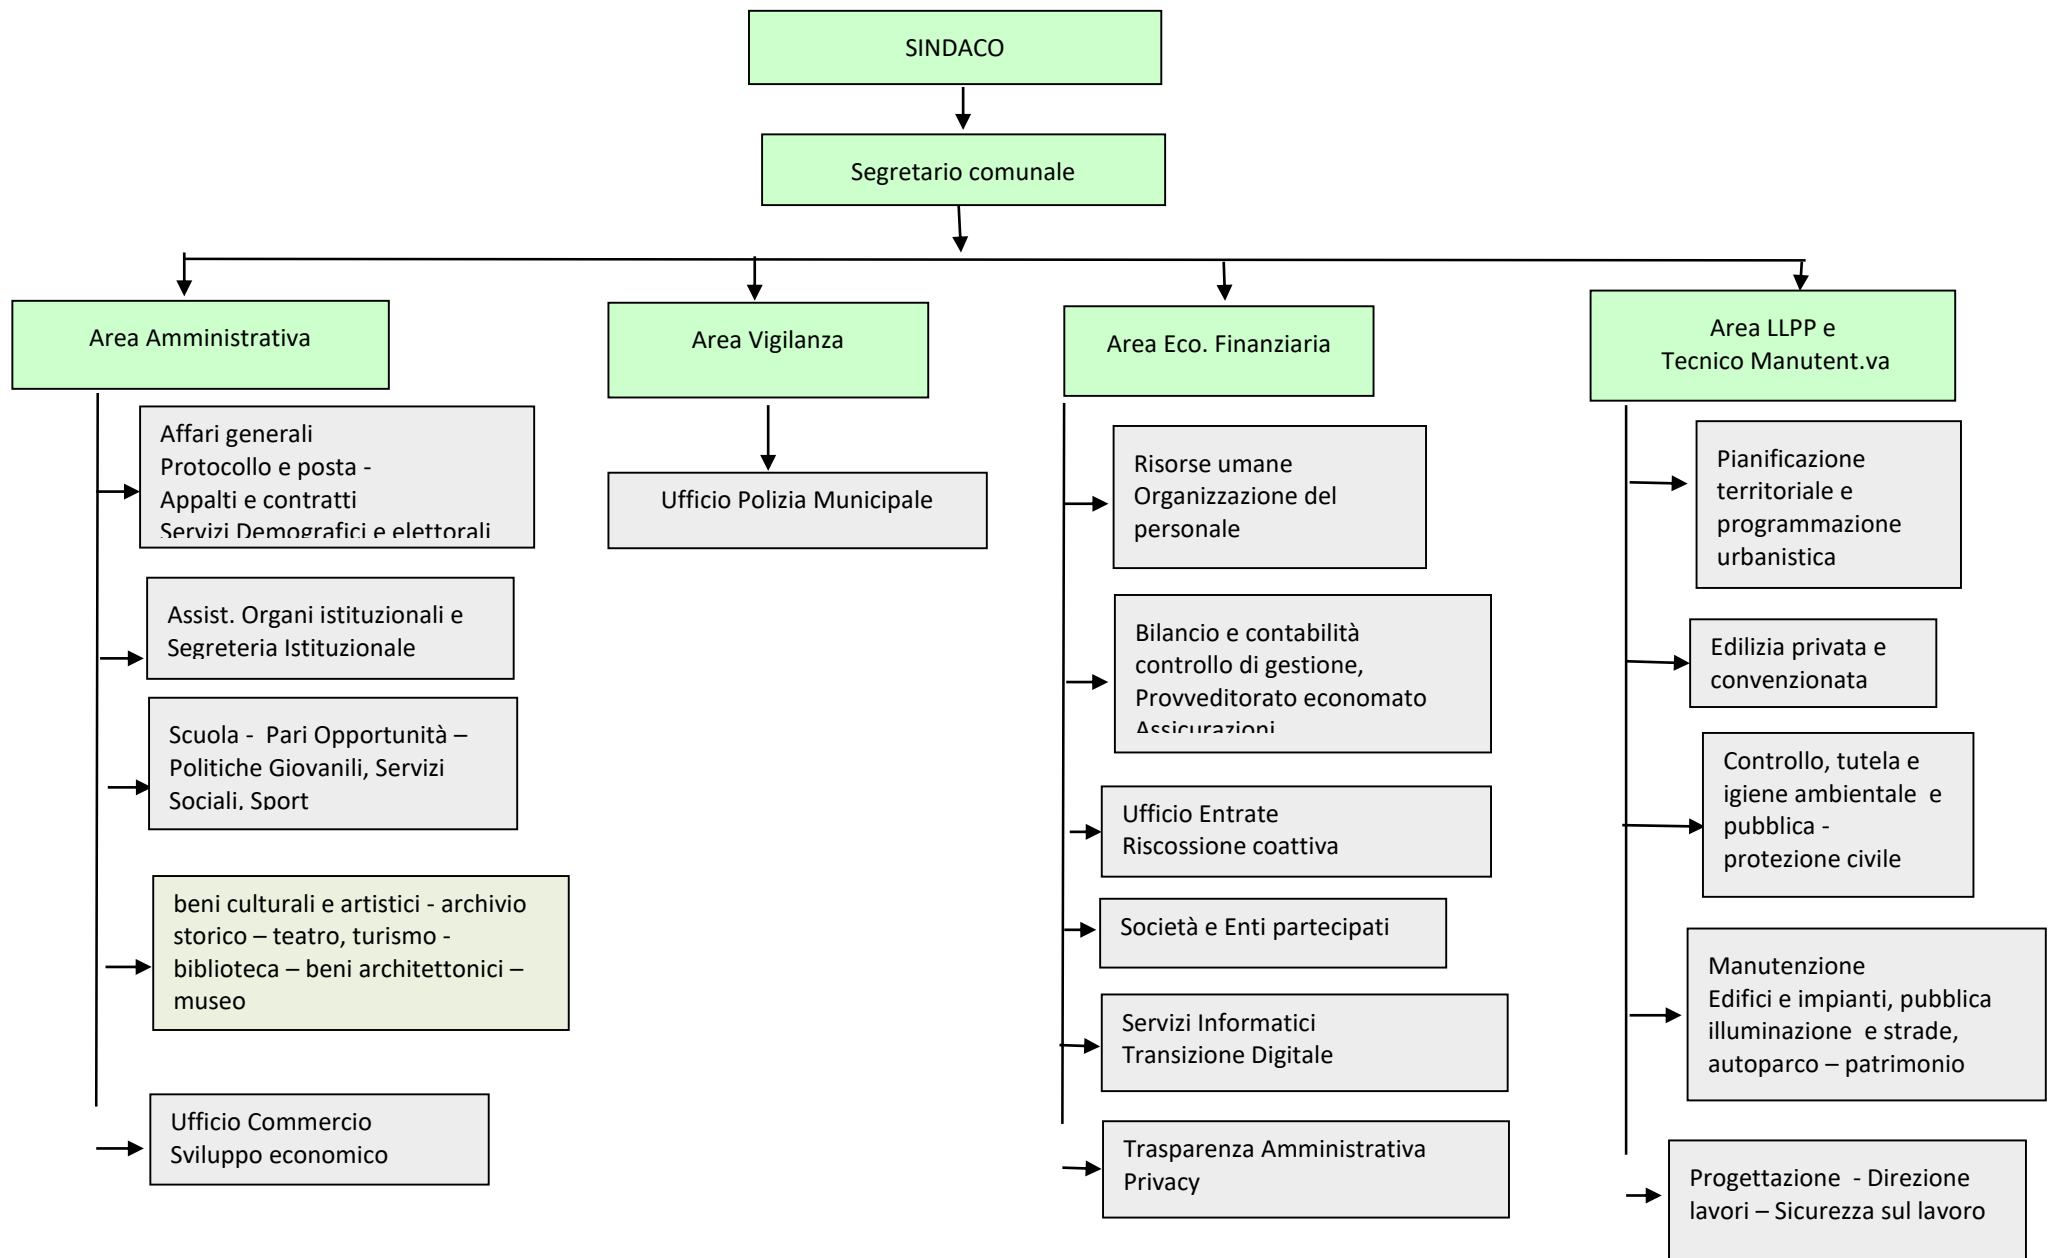 SINDACO
Segretario comunale
Area Amministrativa
Affari generali
Protocollo e posta -
Appalti e contratti
Servizi Demografici e elettorali
Assist. Organi istituzionali e
Segreteria Istituzionale
Scuola - Pari Opportunità –
Politiche Giovanili, Servizi
Sociali, Sport
beni culturali e artistici - archivio
storico – teatro, turismo -
biblioteca – beni architettonici –
museo
Ufficio Commercio
Sviluppo economico
Area Vigilanza
Ufficio Polizia Municipale
Area Eco. Finanziaria
Risorse umane
Organizzazione del
personale
Bilancio e contabilità
controllo di gestione,
Provveditorato economato
Assicurazioni
Ufficio Entrate
Riscossione coattiva
Società e Enti partecipati
Servizi Informatici
Transizione Digitale
Trasparenza Amministrativa
Privacy
Area LLPP e
Tecnico Manutent.va
Pianificazione
territoriale e
programmazione
urbanistica
Edilizia privata e
convenzionata
Controllo, tutela e
igiene ambientale e
pubblica -
protezione civile
Manutenzione
Edifici e impianti, pubblica
illuminazione e strade,
autoparco – patrimonio
Progettazione - Direzione
lavori – Sicurezza sul lavoro